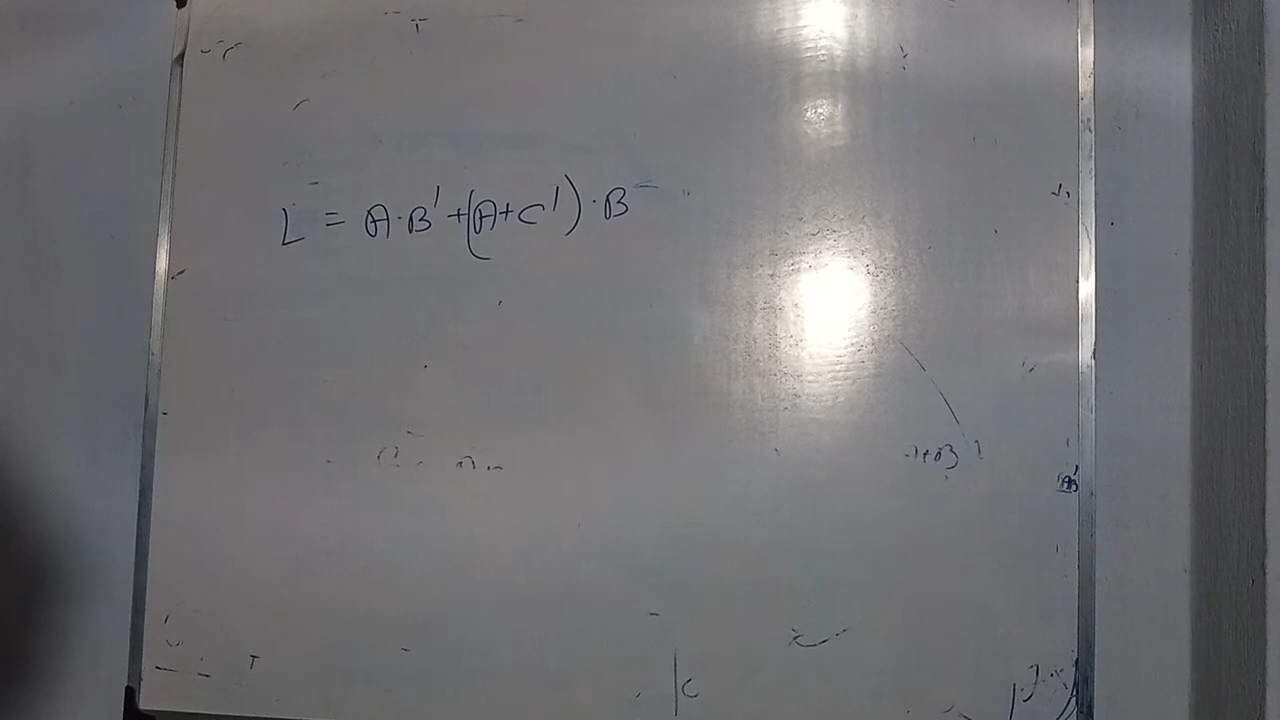 L = A·B' + (A+C')·B